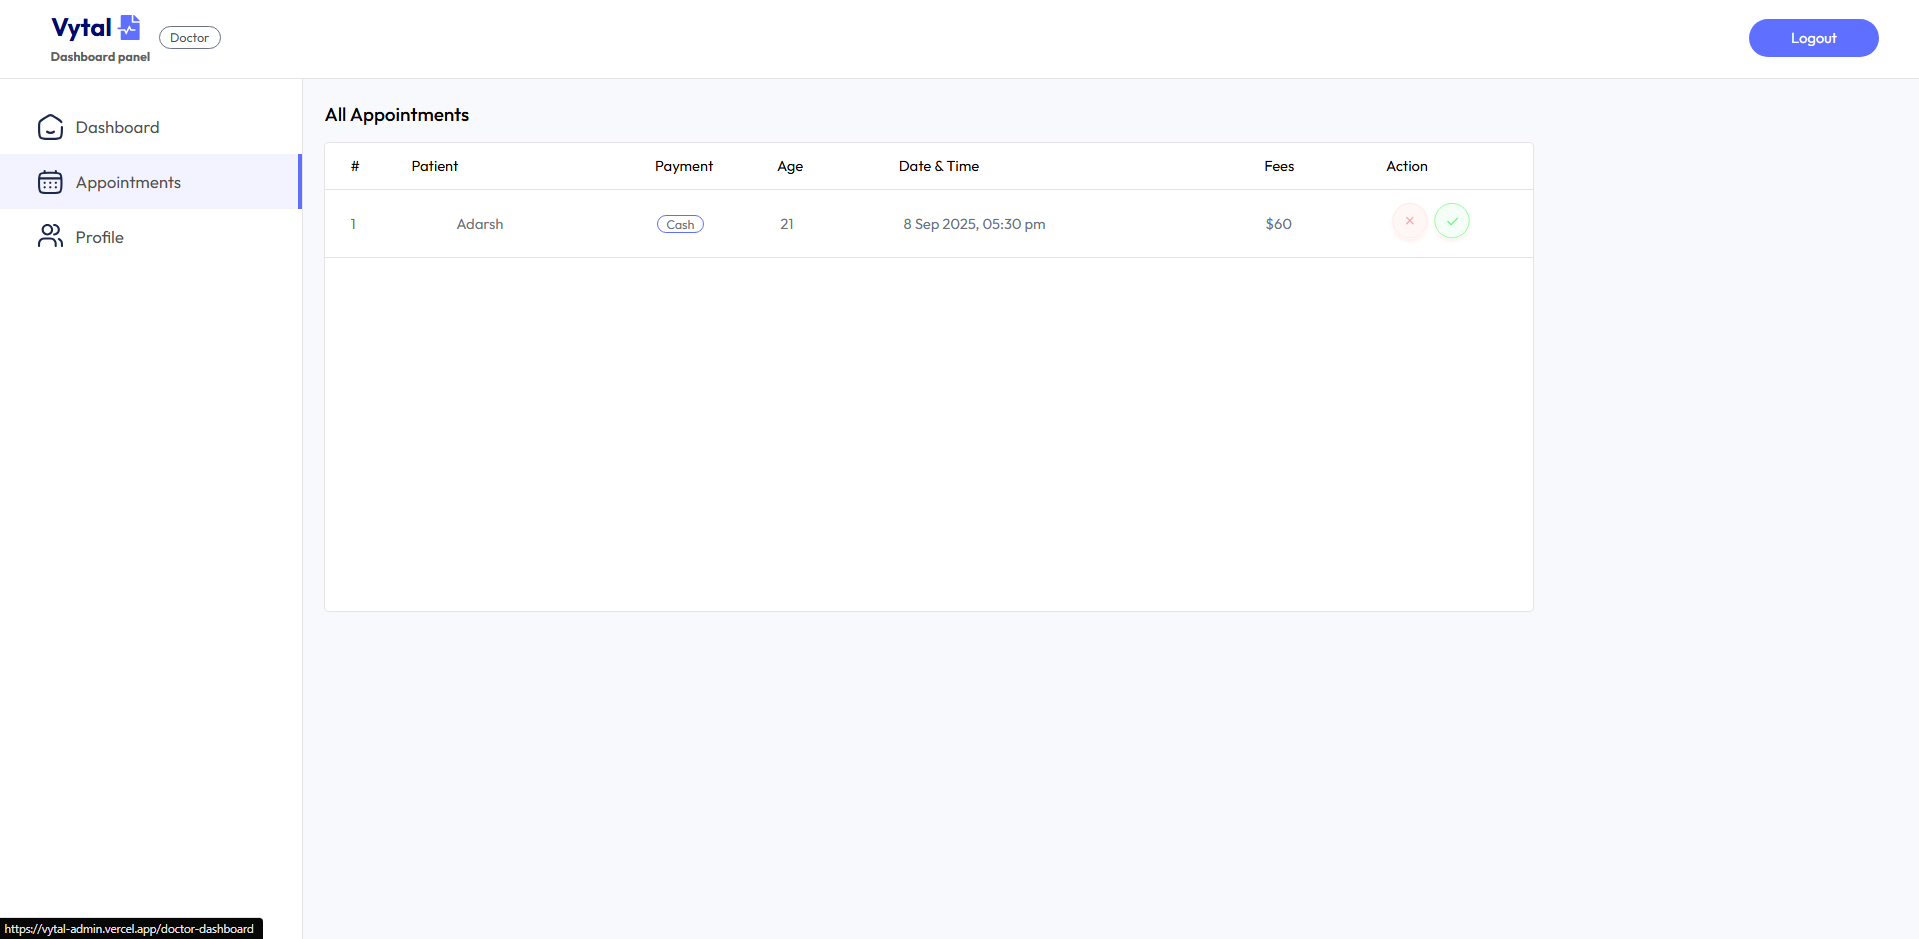 Vytal
Doctor
Dashboard panel
Logout
Dashboard
Appointments
Profile
All Appointments
# Patient Payment Age Date & Time Fees Action
1 Adarsh Cash 21 8 Sep 2025, 05:30 pm $60
https://vytal-admin.vercel.app/doctor-dashboard